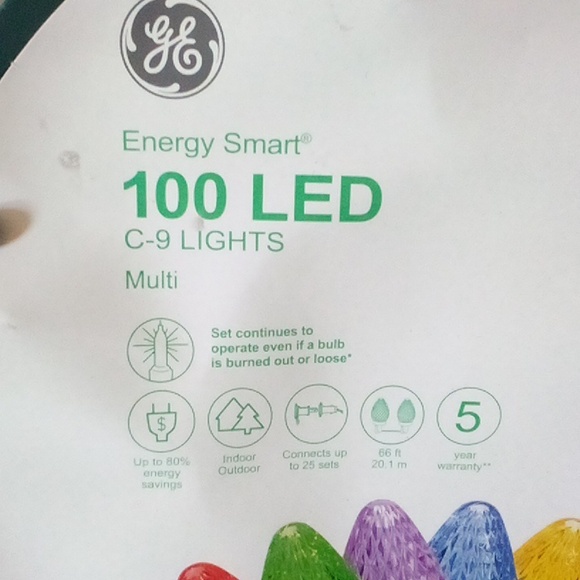 GE
Energy Smart®
100 LED
C-9 LIGHTS
Multi
Set continues to
operate even if a bulb
is burned out or loose*
$
Up to 80%
energy
savings
Indoor
Outdoor
Connects up
to 25 sets
66 ft
20.1 m
5
year
warranty**